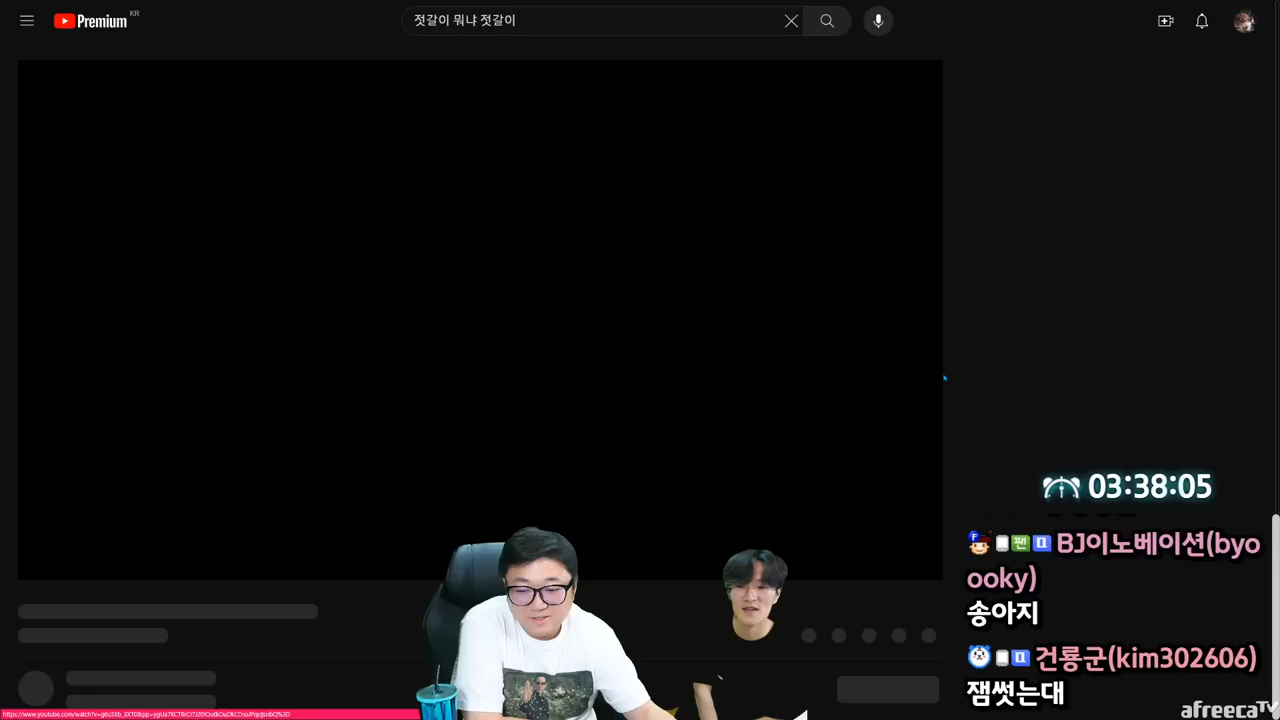 Premium KR
젓갈이 뭐냐 젓갈이
03:38:05
F 팬 BJ이노베이션(byo
ooky)
송아지
건룡군(kim302606)
잼썻는대
afreecaTV